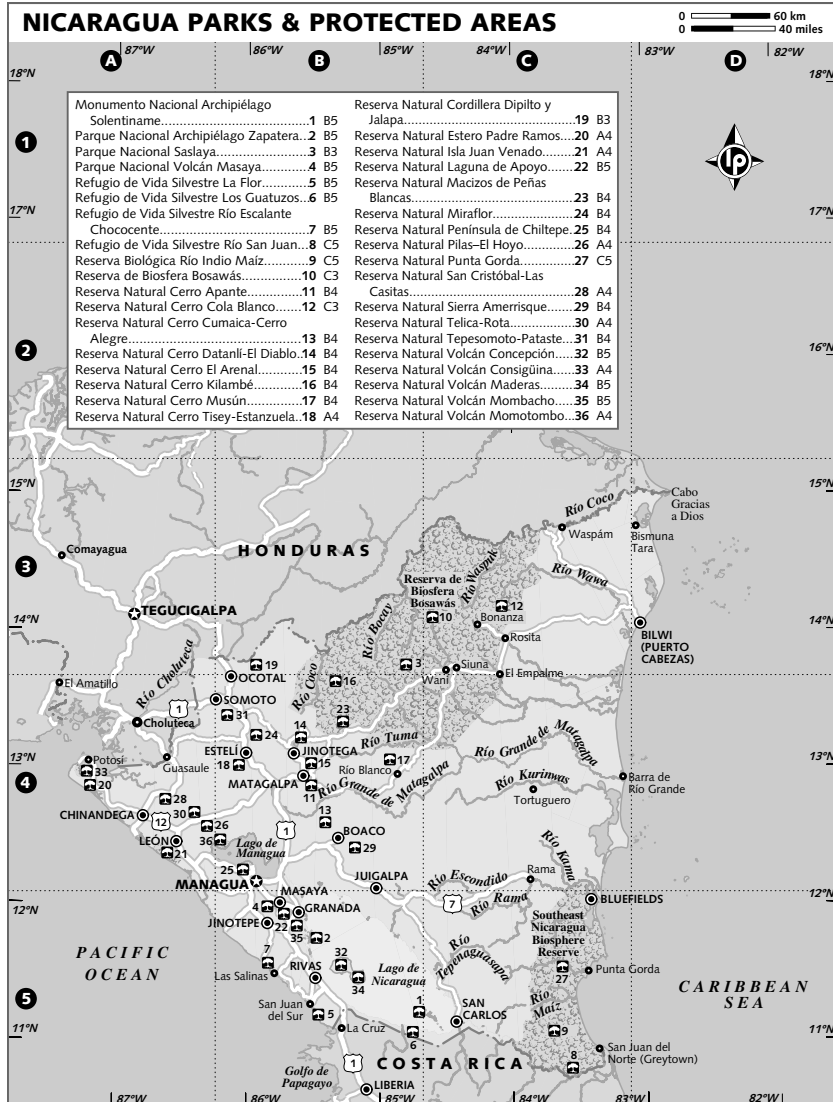 NICARAGUA PARKS & PROTECTED AREAS
0 60 km
0 40 miles
A B C D
87°W 86°W 85°W 84°W 83°W 82°W
18°N 18°N
Monumento Nacional Archipiélago
Solentiname 1 B5
Parque Nacional Archipiélago Zapatera 2 B5
Parque Nacional Saslaya 3 B3
Parque Nacional Volcán Masaya 4 B5
Refugio de Vida Silvestre La Flor 5 B5
Refugio de Vida Silvestre Los Guatuzos 6 B5
Refugio de Vida Silvestre Río Escalante
Chococente 7 B5
Refugio de Vida Silvestre Río San Juan 8 C5
Reserva Biológica Río Indio Maíz 9 C5
Reserva de Biosfera Bosawás 10 C3
Reserva Natural Cerro Apante 11 B4
Reserva Natural Cerro Cola Blanco 12 C3
Reserva Natural Cerro Cumaica-Cerro
Alegre 13 B4
Reserva Natural Cerro Datanlí-El Diablo 14 B4
Reserva Natural Cerro El Arenal 15 B4
Reserva Natural Cerro Kilambé 16 B4
Reserva Natural Cerro Musún 17 B4
Reserva Natural Cerro Tisey-Estanzuela 18 A4
Reserva Natural Cordillera Dipilto y
Jalapa 19 B3
Reserva Natural Estero Padre Ramos 20 A4
Reserva Natural Isla Juan Venado 21 A4
Reserva Natural Laguna de Apoyo 22 B5
Reserva Natural Macizos de Peñas
Blancas 23 B4
Reserva Natural Miraflor 24 B4
Reserva Natural Península de Chiltepe 25 B4
Reserva Natural Pilas–El Hoyo 26 A4
Reserva Natural Punta Gorda 27 C5
Reserva Natural San Cristóbal-Las
Casitas 28 A4
Reserva Natural Sierra Amerrisque 29 B4
Reserva Natural Telica-Rota 30 A4
Reserva Natural Tepesomoto-Pataste 31 B4
Reserva Natural Volcán Concepción 32 B5
Reserva Natural Volcán Consigüina 33 A4
Reserva Natural Volcán Maderas 34 B5
Reserva Natural Volcán Mombacho 35 B5
Reserva Natural Volcán Momotombo 36 A4
1
lp
17°N 17°N
2
16°N 16°N
15°N 15°N
Río Coco
Cabo
Gracias
a Dios
Waspám
Bismuna
Tara
Comayagua
HONDURAS
3
Río Waspuk
Río Wawa
Reserva de
Biosfera
Bosawás
10
12
Bonanza
TEGUCIGALPA
14°N 14°N
Río Bocay
Rosita
BILWI
(PUERTO
CABEZAS)
19
OCOTAL
Río Coco
3
16
Siuna
Wani
El Empalme
El Amatillo
Río Choluteca
SOMOTO
1
31
23
Choluteca
24
14
Río Tuma
Río Grande de Matagalpa
ESTELÍ
JINOTEGA
13°N 13°N
Potosí
33
20
Guasaule
18
15
17
Río Blanco
4
MATAGALPA
11
Río Grande de Matagalpa
Río Kurinwas
Tortuguero
Barra de
Río Grande
28
CHINANDEGA
30
12
26
13
1
BOACO
LEÓN
36
Lago de
Managua
29
21
25
Río Kama
JUIGALPA
Río Escondido
Rama
MANAGUA
7
Río Rama
BLUEFIELDS
12°N 12°N
MASAYA
4
GRANADA
JINOTEPE
22
35
2
Southeast
Nicaragua
Biosphere
Reserve
PACIFIC
OCEAN
7
Las Salinas
RIVAS
32
34
Lago de
Nicaragua
Río
Tepenaguasapa
27
Punta Gorda
CARIBBEAN
SEA
5
San Juan
del Sur
5
1
SAN
CARLOS
Río
Maíz
11°N 11°N
La Cruz
6
9
San Juan del
Norte (Greytown)
COSTA RICA
8
1
Golfo de
Papagayo
LIBERIA
87°W 86°W 85°W 84°W 83°W 82°W